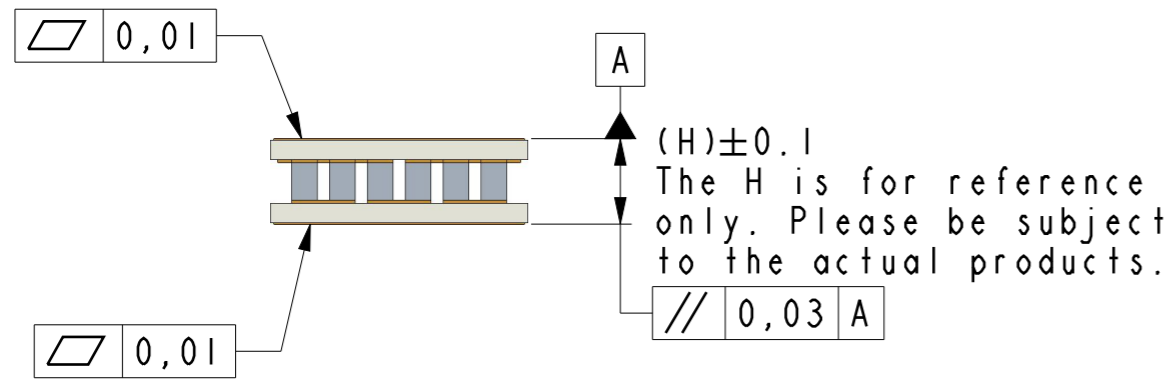 0,01
A
(H)±0.1
The H is for reference
only. Please be subject
to the actual products.
// 0,03 A
0,01